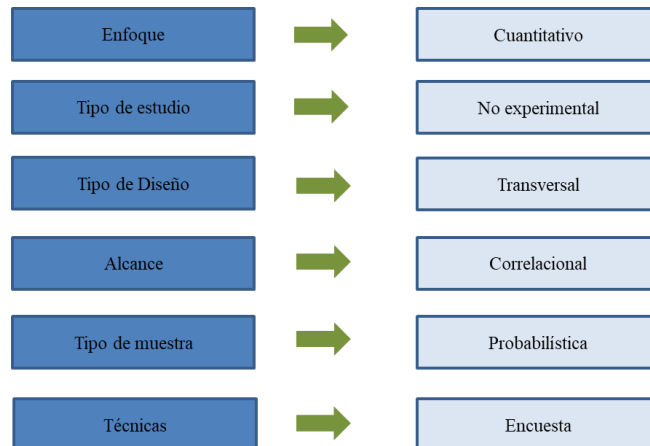 Enfoque
Cuantitativo
Tipo de estudio
No experimental
Tipo de Diseño
Transversal
Alcance
Correlacional
Tipo de muestra
Probabilística
Técnicas
Encuesta